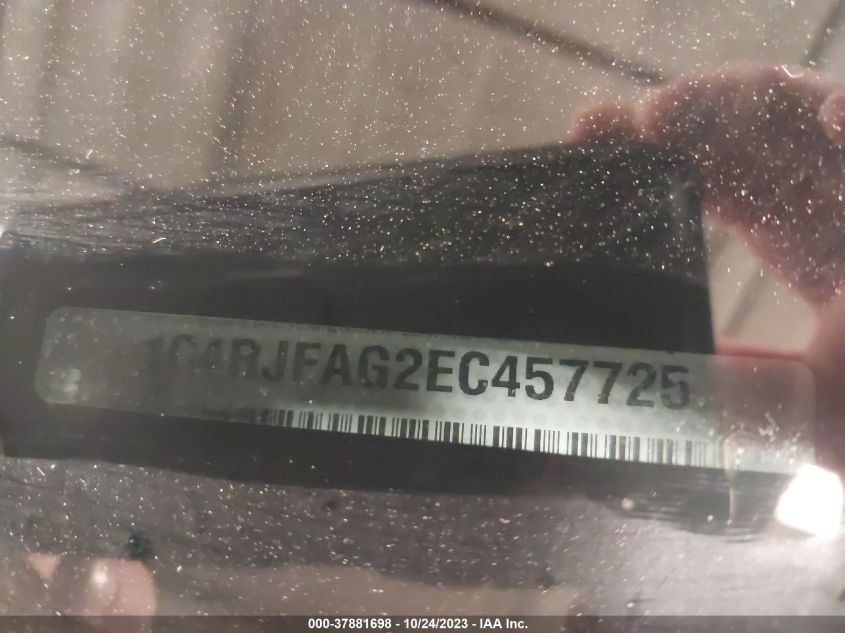 1C4RJFAG2EC457725
000-37881698 - 10/24/2023 - IAA Inc.